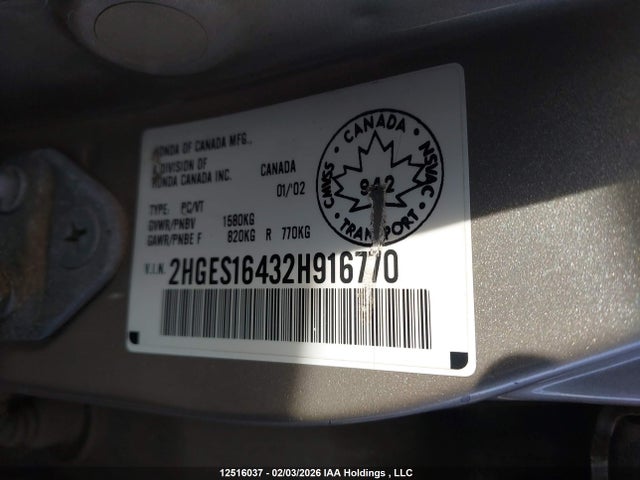 HONDA OF CANADA MFG.,
A DIVISION OF
HONDA CANADA INC.
CANADA
01/'02
TYPE: PC/VT
GVWR/PNBV 1580KG
GAWR/PNBE F 820KG R 770KG
V.I.N. 2HGES16432H916770
CANADA
CMVSS
942
NSVAC
TRANSPORT
12516037 - 02/03/2026 IAA Holdings , LLC